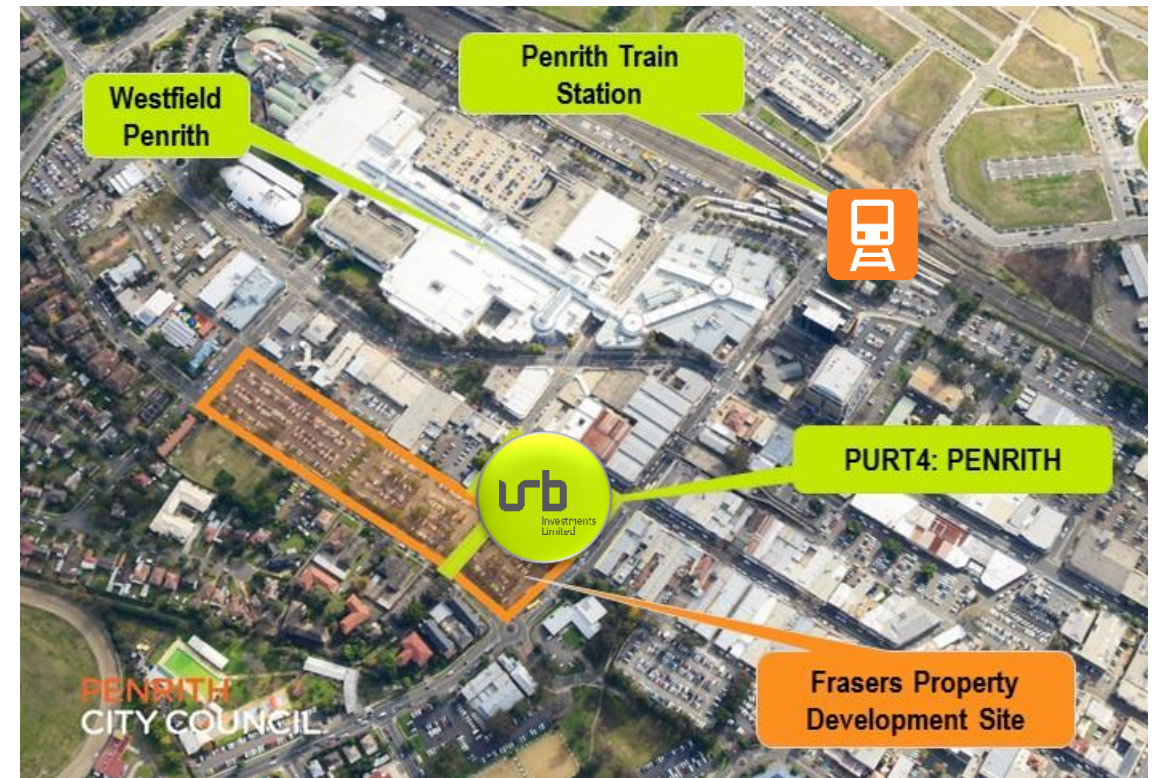 Penrith Train
Station
Westfield
Penrith
PURT4: PENRITH
urb
Investments
Limited
Frasers Property
Development Site
PENRITH
CITY COUNCIL